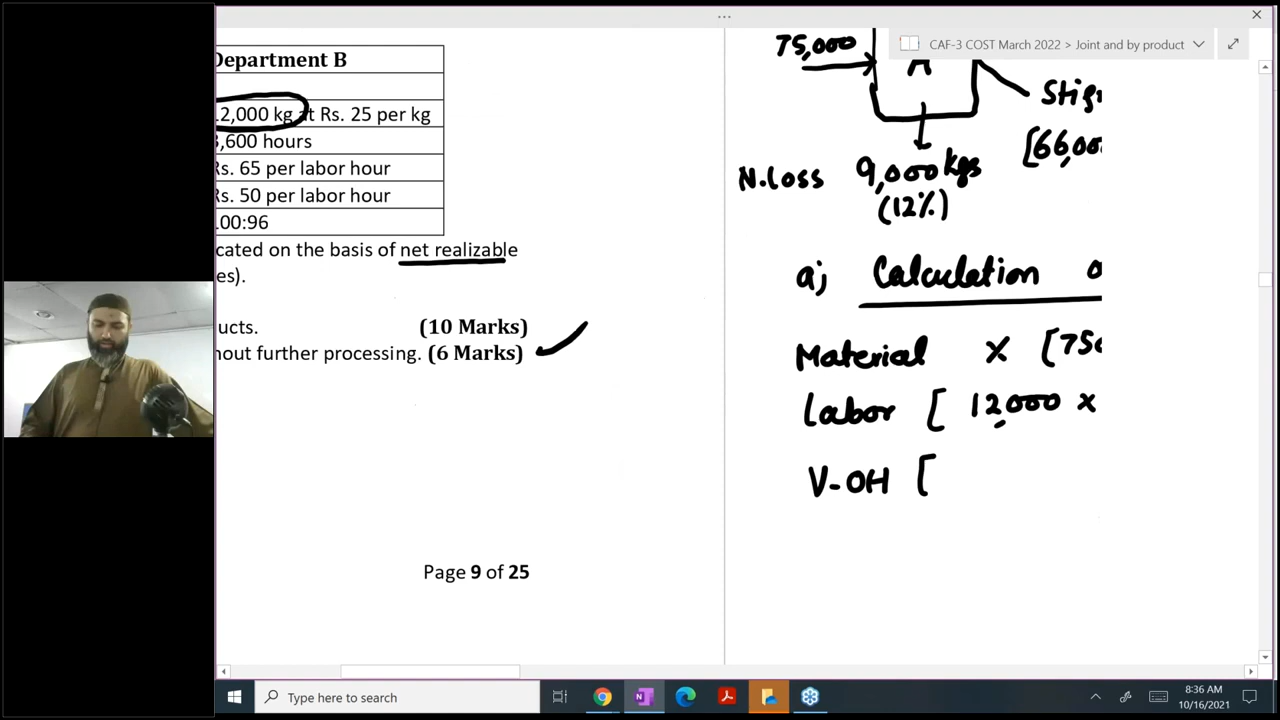 CAF-3 COST March 2022 > Joint and by product
Department B
12,000 kg at Rs. 25 per kg
3,600 hours
Rs. 65 per labor hour
Rs. 50 per labor hour
100:96
cated on the basis of net realizable
es).
ucts. (10 Marks)
hout further processing. (6 Marks)
Page 9 of 25
75,000
A
N.loss 9,000 kgs
(12%)
[66,00
a; Calculation
Material X [750
Labor [ 12,000 x
V-OH [
Type here to search
8:36 AM
10/16/2021